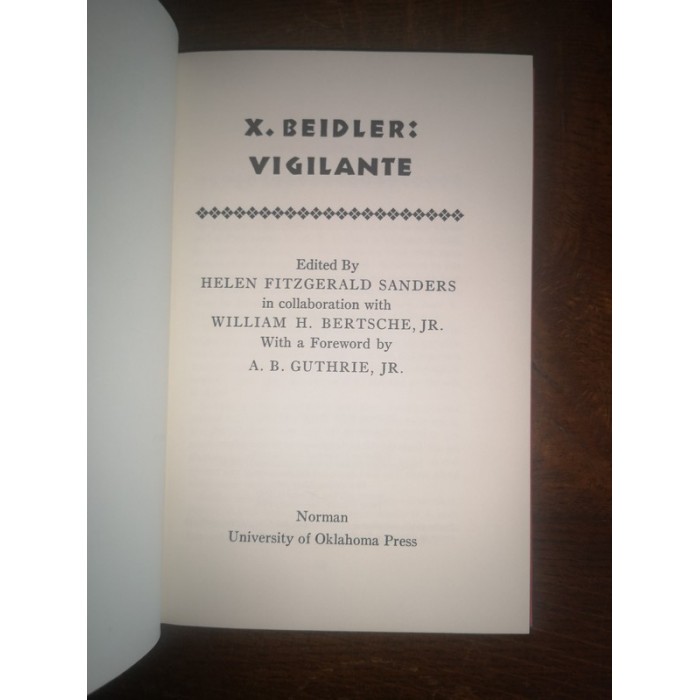 X. BEIDLER:
VIGILANTE
Edited By
HELEN FITZGERALD SANDERS
in collaboration with
WILLIAM H. BERTSCHE, JR.
With a Foreword by
A. B. GUTHRIE, JR.
Norman
University of Oklahoma Press